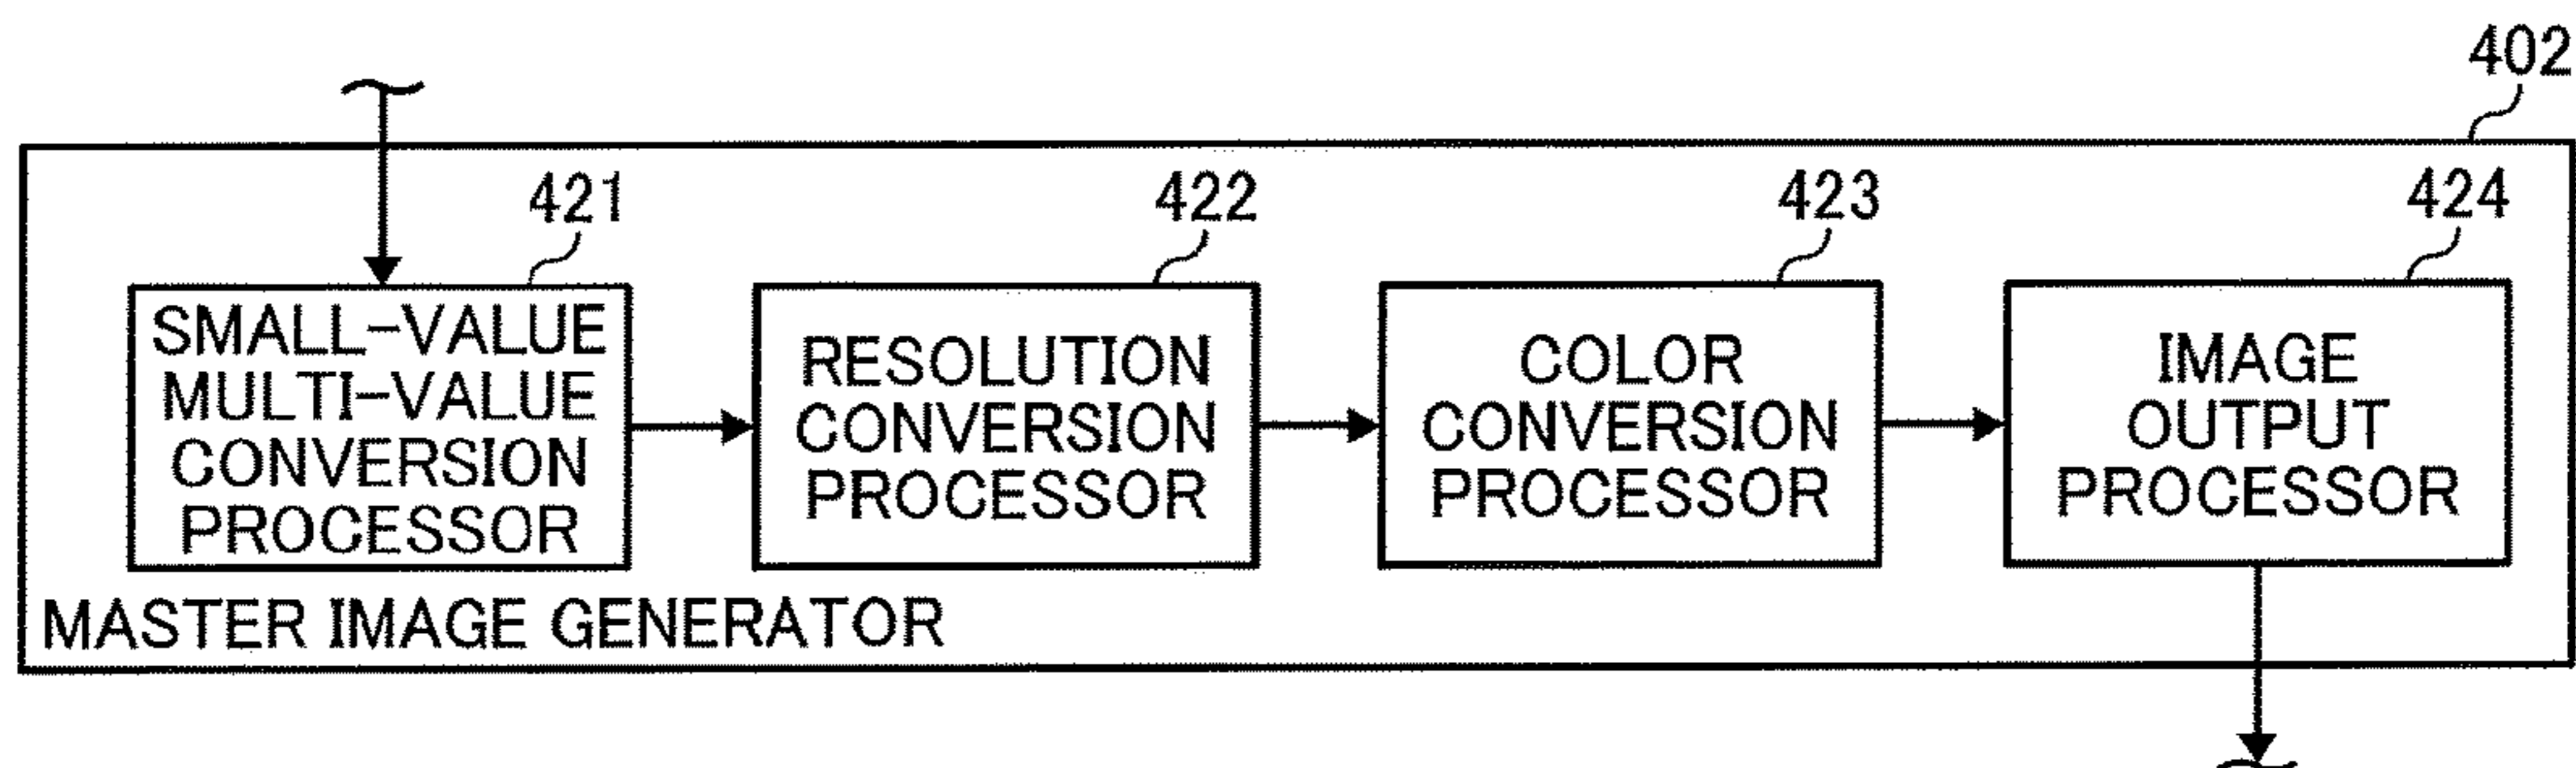 402
421
422
423
424
SMALL-VALUE
MULTI-VALUE
CONVERSION
PROCESSOR
RESOLUTION
CONVERSION
PROCESSOR
COLOR
CONVERSION
PROCESSOR
IMAGE
OUTPUT
PROCESSOR
MASTER IMAGE GENERATOR